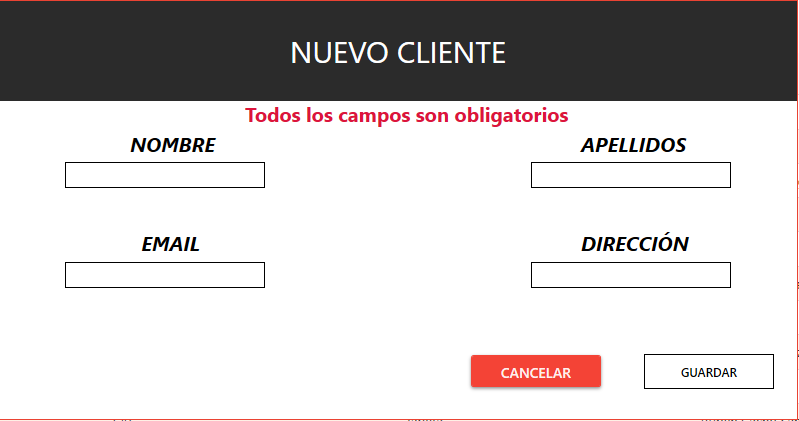 NUEVO CLIENTE
Todos los campos son obligatorios
NOMBRE
APELLIDOS
EMAIL
DIRECCIÓN
CANCELAR
GUARDAR